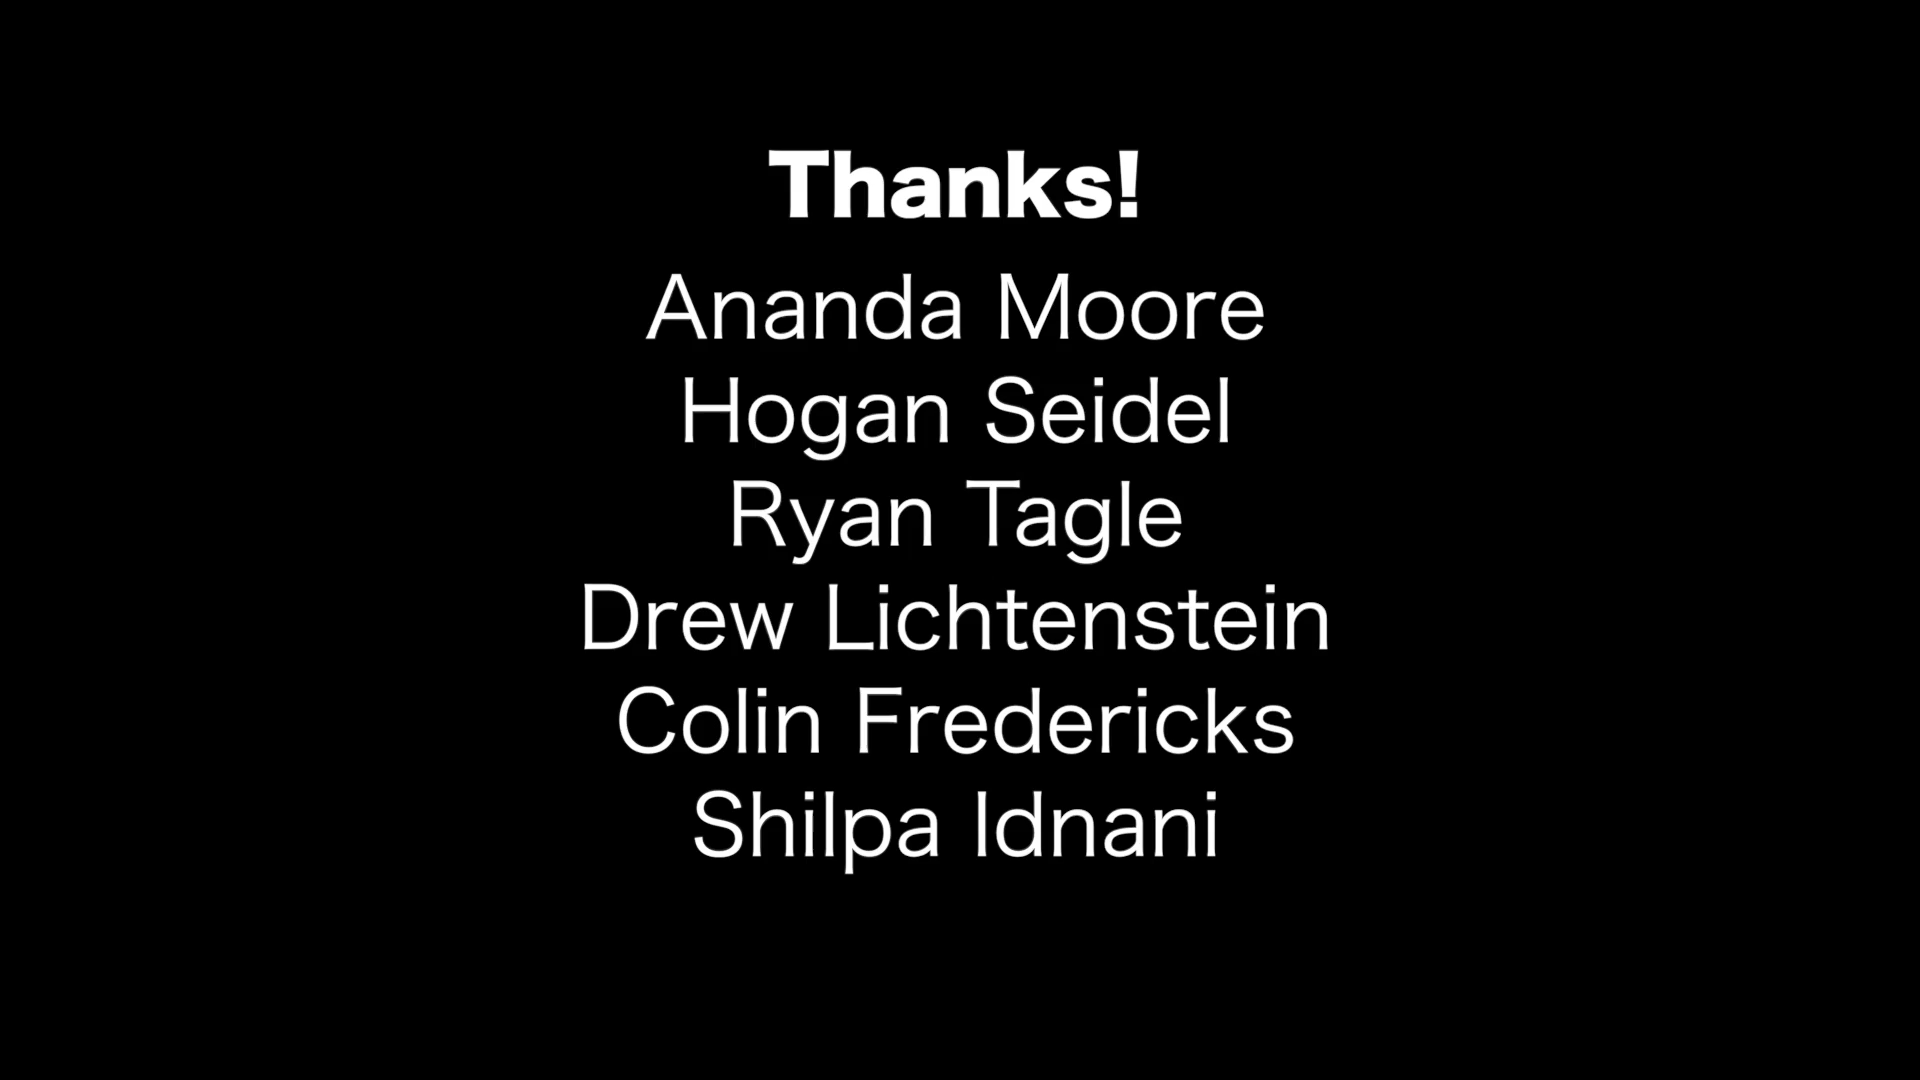 Thanks!
Ananda Moore
Hogan Seidel
Ryan Tagle
Drew Lichtenstein
Colin Fredericks
Shilpa Idnani